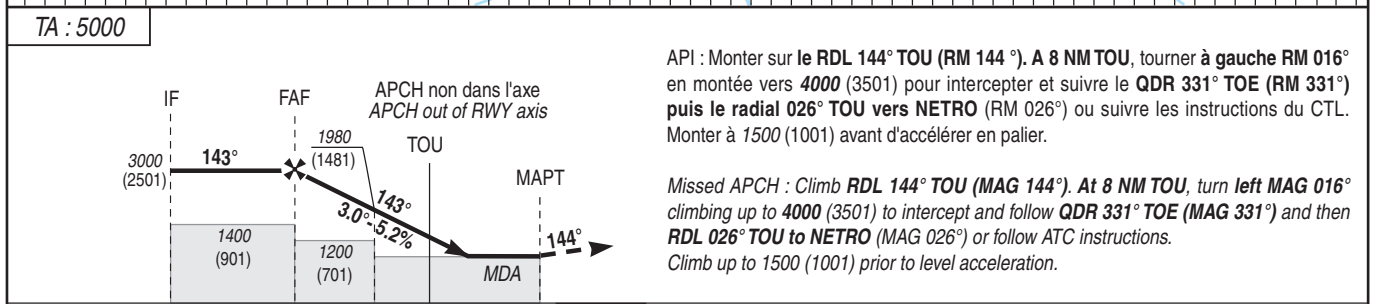 TA : 5000
IF
FAF
APCH non dans l'axe
APCH out of RWY axis
1980
(1481)
TOU
MAPT
3000
(2501)
143°
143°
3.0° - 5.2%
1400
(901)
1200
(701)
MDA
144°
API : Monter sur le RDL 144° TOU (RM 144 °). A 8 NM TOU, tourner à gauche RM 016°
en montée vers 4000 (3501) pour intercepter et suivre le QDR 331° TOE (RM 331°)
puis le radial 026° TOU vers NETRO (RM 026°) ou suivre les instructions du CTL.
Monter à 1500 (1001) avant d'accélérer en palier.
Missed APCH : Climb RDL 144° TOU (MAG 144°). At 8 NM TOU, turn left MAG 016°
climbing up to 4000 (3501) to intercept and follow QDR 331° TOE (MAG 331°) and then
RDL 026° TOU to NETRO (MAG 026°) or follow ATC instructions.
Climb up to 1500 (1001) prior to level acceleration.